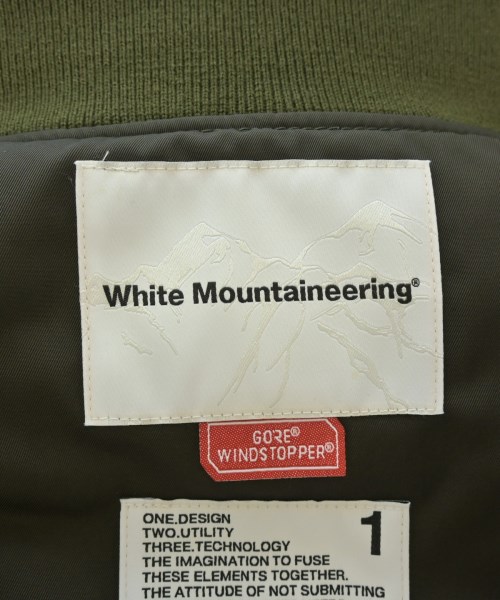 White Mountaineering®
GORE®
WINDSTOPPER®
1
ONE.DESIGN
TWO.UTILITY
THREE.TECHNOLOGY
THE IMAGINATION TO FUSE
THESE ELEMENTS TOGETHER.
THE ATTITUDE OF NOT SUBMITTING